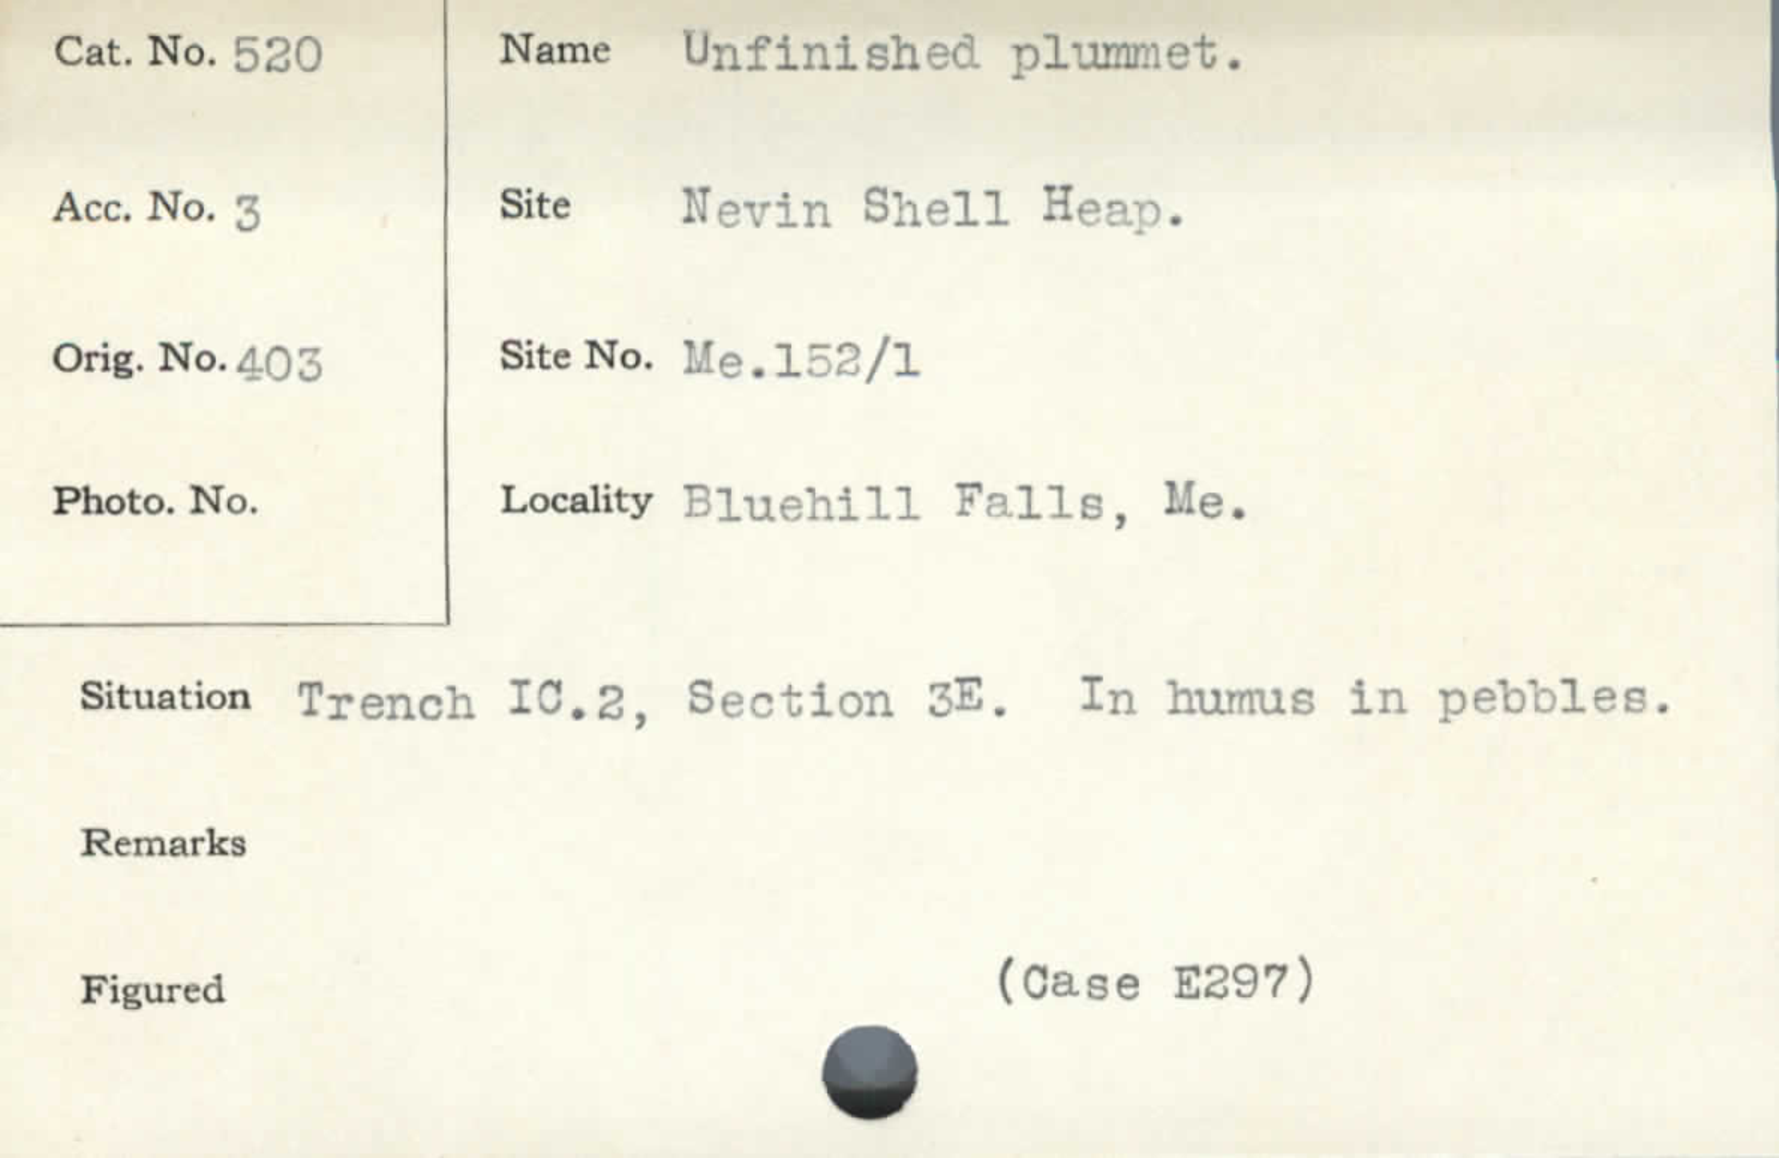 Cat. No. 520 Name Unfinished plummet.
Acc. No. 3 Site Nevin Shell Heap.
Orig. No. 403 Site No. Me.152/1
Photo. No. Locality Bluehill Falls, Me.
Situation Trench IC.2, Section 3E. In humus in pebbles.
Remarks
Figured (Case E297)